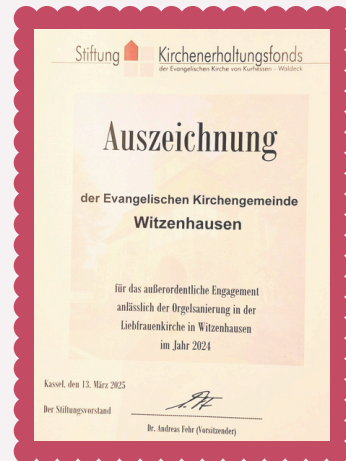 Stiftung Kirchenerhaltungsfonds
der Evangelischen Kirche von Kurhessen - Waldeck
Auszeichnung
der Evangelischen Kirchengemeinde
Witzenhausen
für das außerordentliche Engagement
anlässlich der Orgelsanierung in der
Liebfrauenkirche in Witzenhausen
im Jahr 2024
Kassel, den 13. März 2025
Der Stiftungsvorstand
Dr. Andreas Fehr (Vorsitzender)